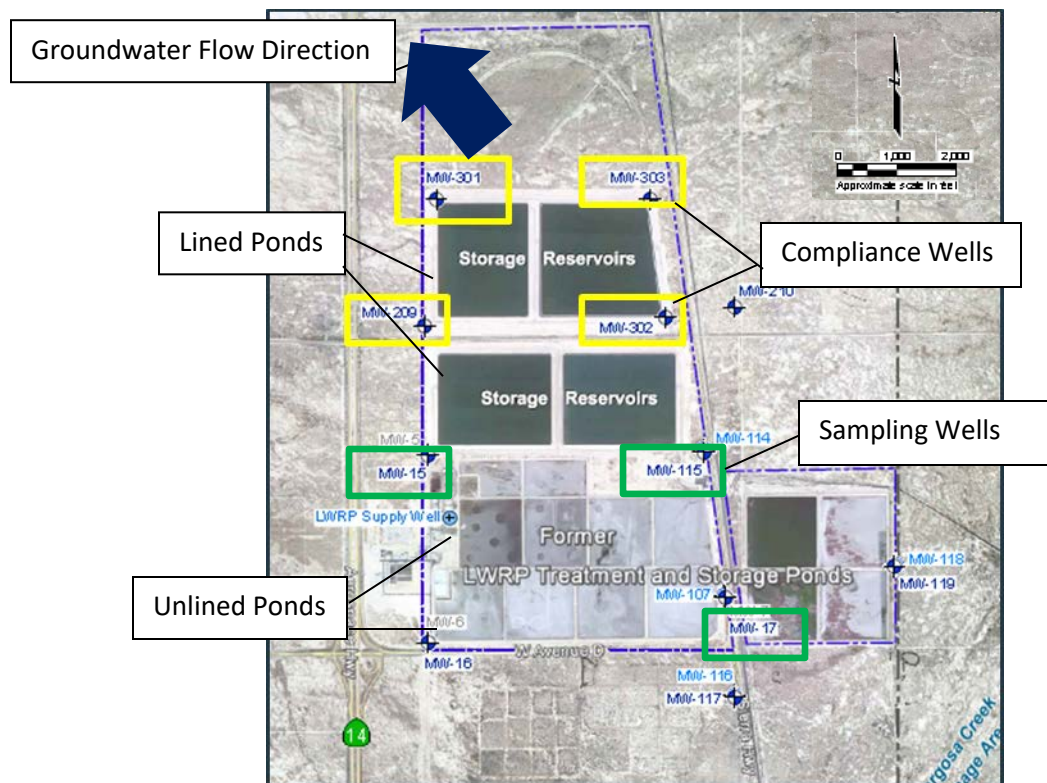 Groundwater Flow Direction
0 1,000 2,000
Approximate scale in feet
MW-301
MW-303
Lined Ponds
Storage Reservoirs
Compliance Wells
MW-210
MW-209
MW-302
Storage Reservoirs
Sampling Wells
MW-5
MW-114
MW-15
MW-115
LWRP Supply Well
Former
LWRP Treatment and Storage Ponds
MW-118
MW-107
MW-119
Unlined Ponds
MW-6
MW-17
W Avenue D
MW-16
MW-116
MW-117
14